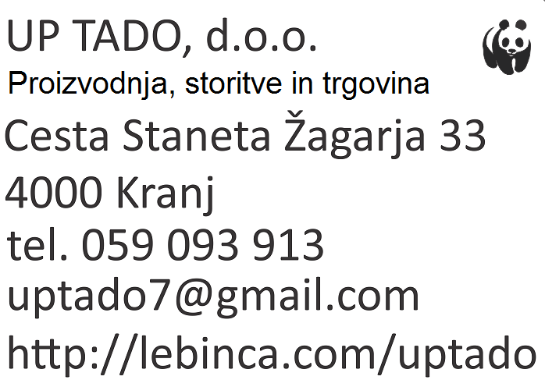 UP TADO, d.o.o.
Proizvodnja, storitve in trgovina
Cesta Staneta Žagarja 33
4000 Kranj
tel. 059 093 913
uptado7@gmail.com
http://lebinca.com/uptado